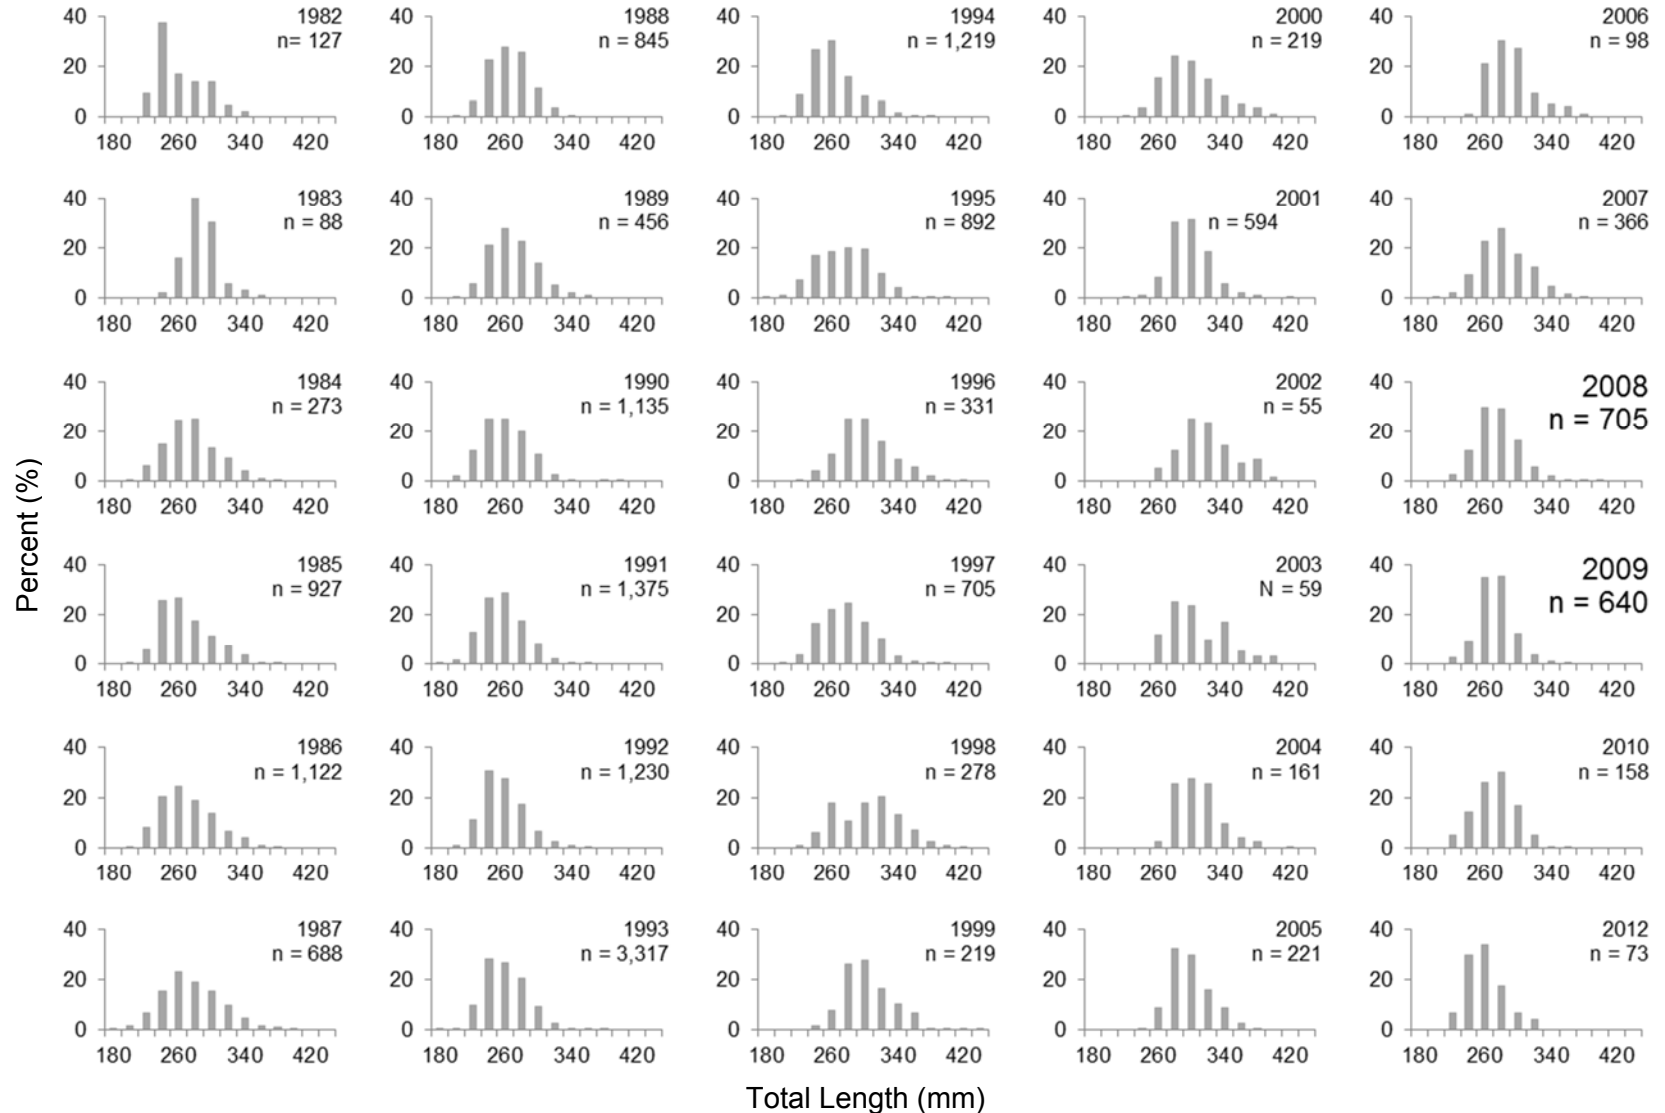 Percent (%)
1982
n= 127
40
20
0
180 260 340 420
1988
n = 845
40
20
0
180 260 340 420
1994
n = 1,219
40
20
0
180 260 340 420
2000
n = 219
40
20
0
180 260 340 420
2006
n = 98
40
20
0
180 260 340 420
1983
n = 88
40
20
0
180 260 340 420
1989
n = 456
40
20
0
180 260 340 420
1995
n = 892
40
20
0
180 260 340 420
2001
n = 594
40
20
0
180 260 340 420
2007
n = 366
40
20
0
180 260 340 420
1984
n = 273
40
20
0
180 260 340 420
1990
n = 1,135
40
20
0
180 260 340 420
1996
n = 331
40
20
0
180 260 340 420
2002
n = 55
40
20
0
180 260 340 420
2008
n = 705
40
20
0
180 260 340 420
1985
n = 927
40
20
0
180 260 340 420
1991
n = 1,375
40
20
0
180 260 340 420
1997
n = 705
40
20
0
180 260 340 420
2003
N = 59
40
20
0
180 260 340 420
2009
n = 640
40
20
0
180 260 340 420
1986
n = 1,122
40
20
0
180 260 340 420
1992
n = 1,230
40
20
0
180 260 340 420
1998
n = 278
40
20
0
180 260 340 420
2004
n = 161
40
20
0
180 260 340 420
2010
n = 158
40
20
0
180 260 340 420
1987
n = 688
40
20
0
180 260 340 420
1993
n = 3,317
40
20
0
180 260 340 420
1999
n = 219
40
20
0
180 260 340 420
2005
n = 221
40
20
0
180 260 340 420
2012
n = 73
40
20
0
180 260 340 420
Total Length (mm)